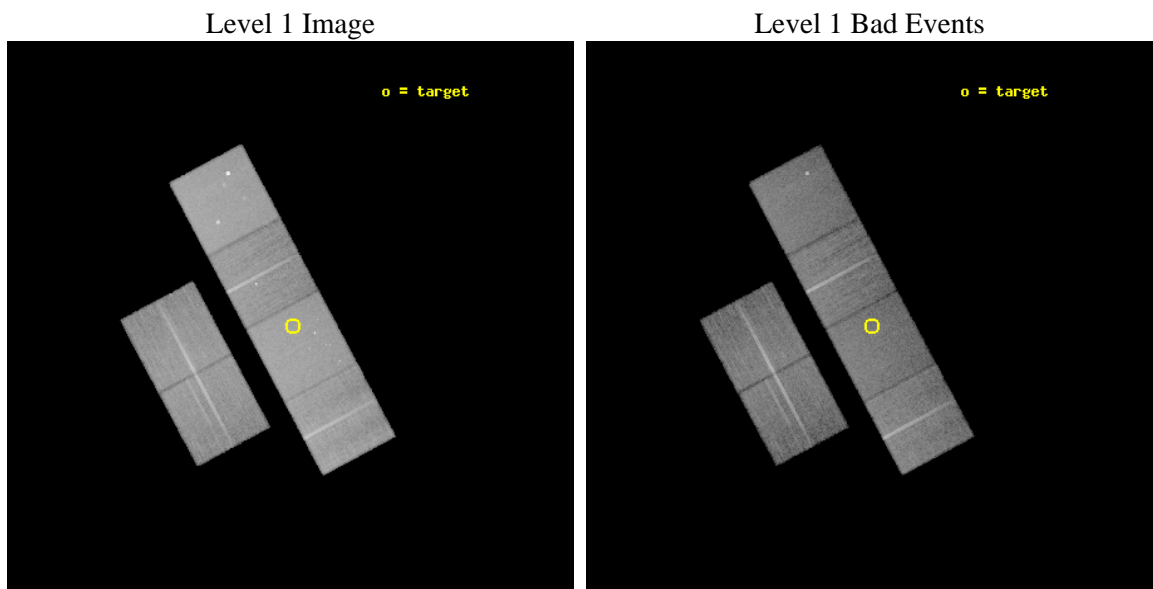 Level 1 Image
Level 1 Bad Events
o = target
o = target